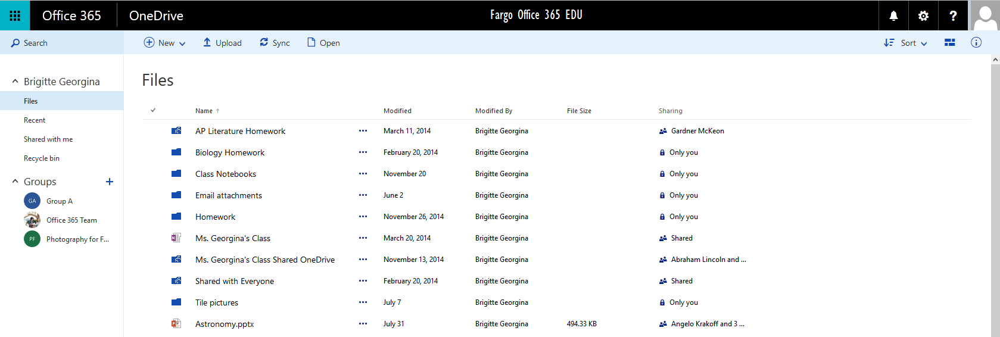 Office 365 OneDrive Fargo Office 365 EDU ?
Search New Upload Sync Open Sort
Brigitte Georgina
Files
Recent
Shared with me
Recycle bin
Groups +
GA Group A
Office 365 Team
PF Photography for F...
Files
Name Modified Modified By File Size Sharing
AP Literature Homework ... March 11, 2014 Brigitte Georgina Gardner McKeon
Biology Homework ... February 20, 2014 Brigitte Georgina Only you
Class Notebooks ... November 20 Brigitte Georgina Only you
Email attachments ... June 2 Brigitte Georgina Only you
Homework ... November 26, 2014 Brigitte Georgina Only you
Ms. Georgina's Class ... March 20, 2014 Brigitte Georgina Shared
Ms. Georgina's Class Shared OneDrive ... November 13, 2014 Brigitte Georgina Abraham Lincoln and ...
Shared with Everyone ... February 20, 2014 Brigitte Georgina Shared
Tile pictures ... July 7 Brigitte Georgina Only you
Astronomy.pptx ... July 31 Brigitte Georgina 494.33 KB Angelo Krakoff and 3 ...